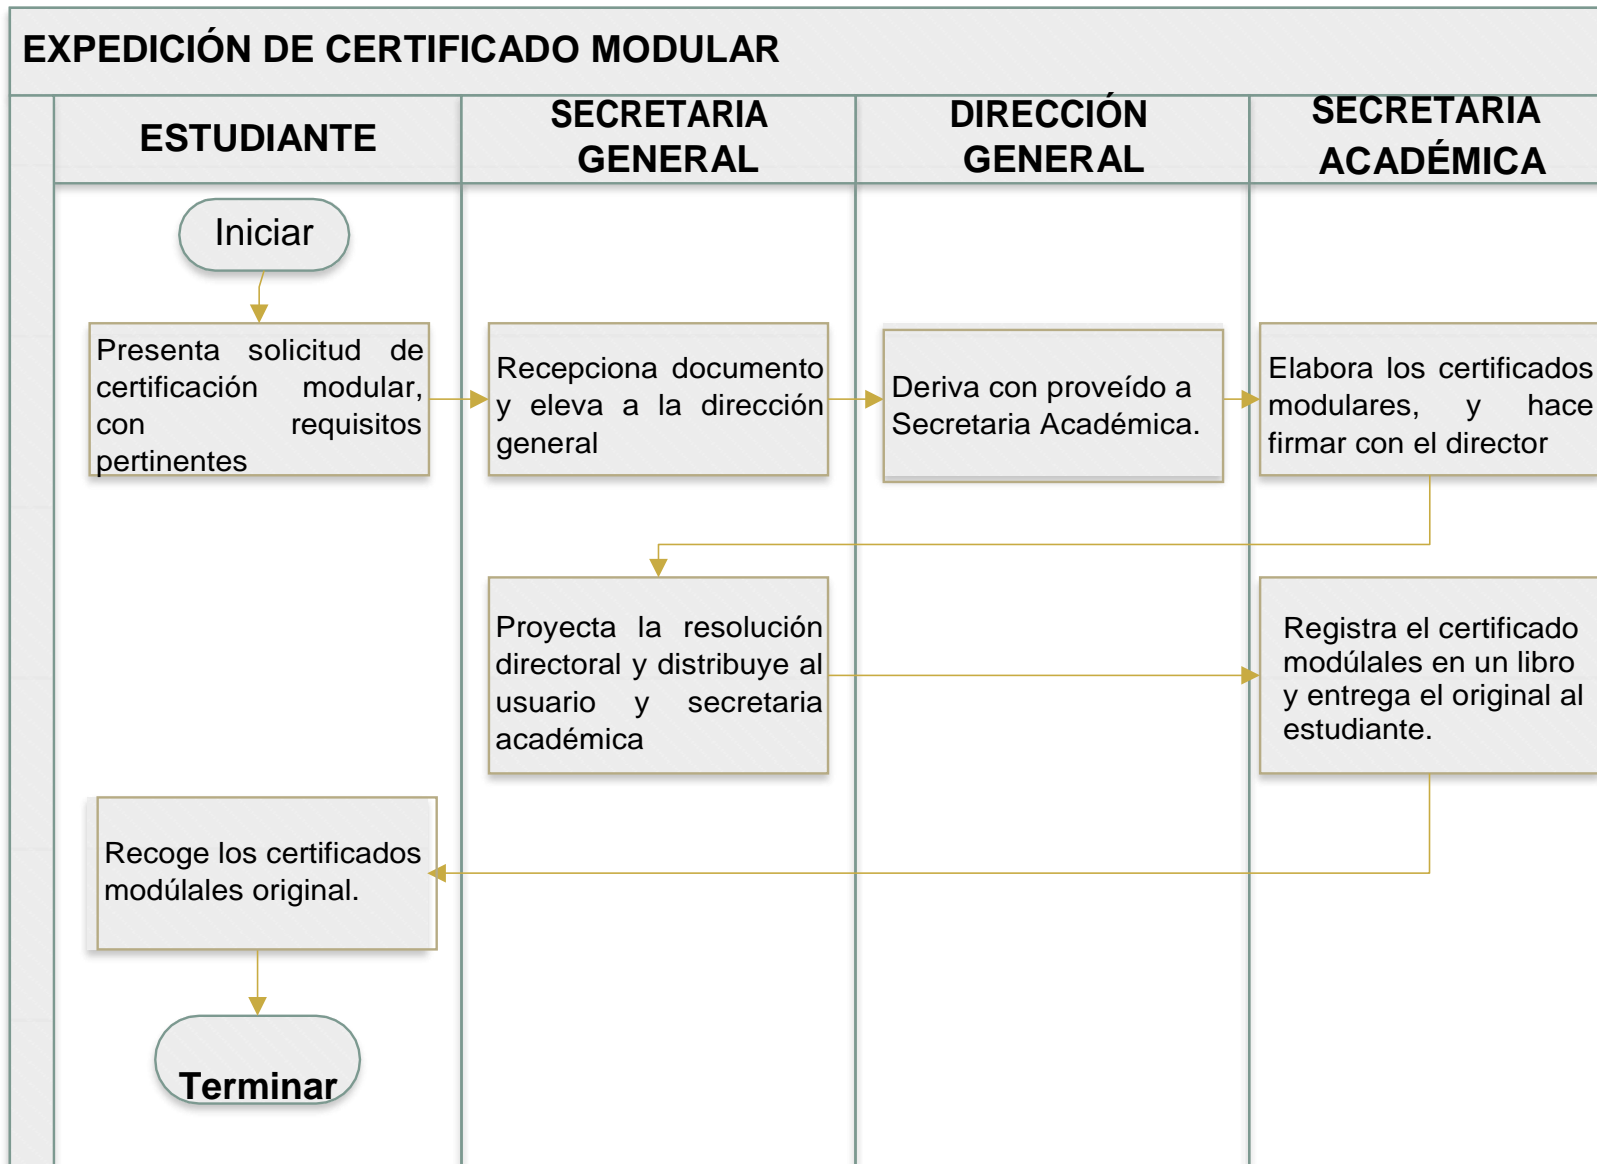 EXPEDICIÓN DE CERTIFICADO MODULAR
ESTUDIANTE
SECRETARIA
GENERAL
DIRECCIÓN
GENERAL
SECRETARIA
ACADÉMICA
Iniciar
Presenta solicitud de
certificación modular,
con requisitos
pertinentes
Recepciona documento
y eleva a la dirección
general
Deriva con proveído a
Secretaria Académica.
Elabora los certificados
modulares, y hace
firmar con el director
Proyecta la resolución
directoral y distribuye al
usuario y secretaria
académica
Registra el certificado
modúlales en un libro
y entrega el original al
estudiante.
Recoge los certificados
modúlales original.
Terminar